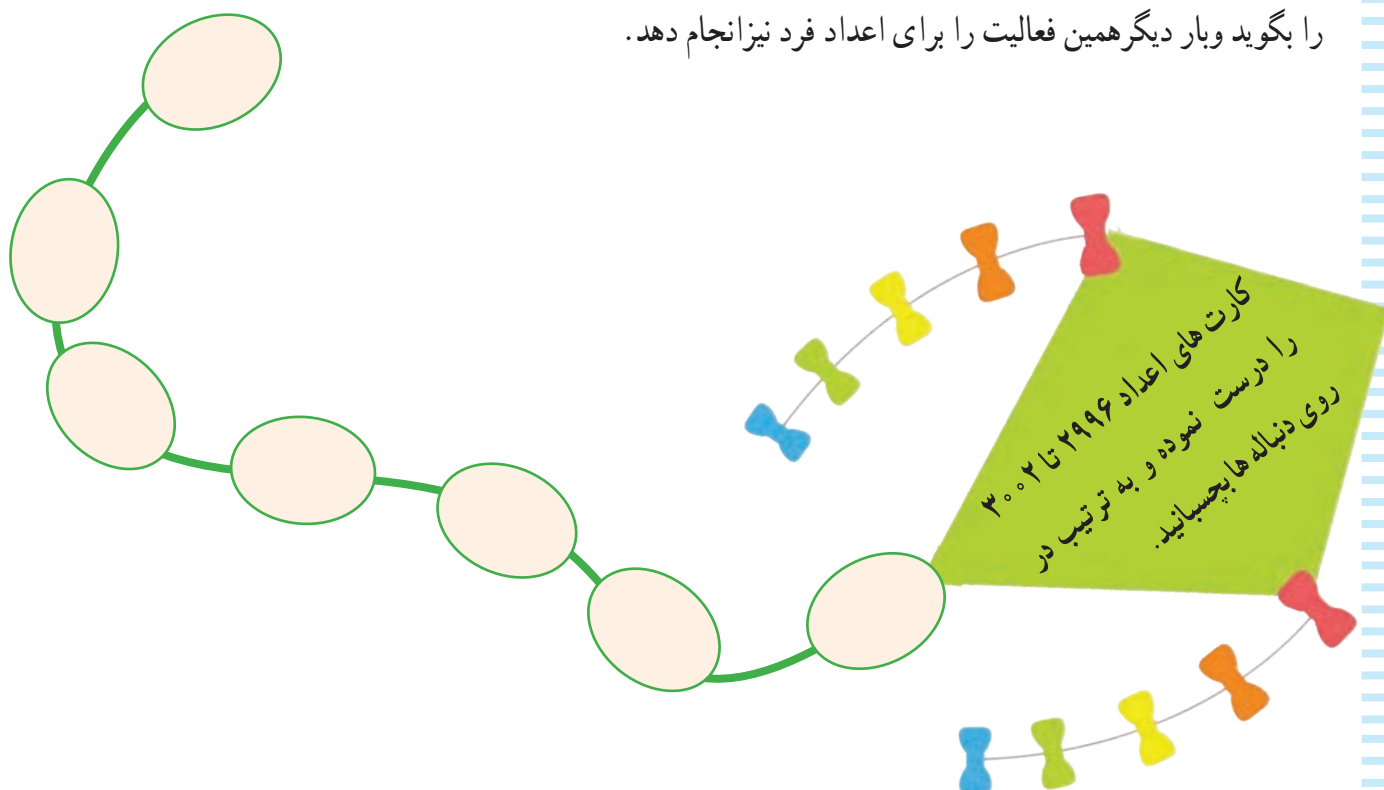 را بگوید وبار دیگرهمین فعالیت را برای اعداد فرد نیزانجام دهد.
کارت های اعداد ۲۹۹۶ تا ۳۰۰۲
را درست نموده و به ترتیب در
روی دنباله هابچسبانید.